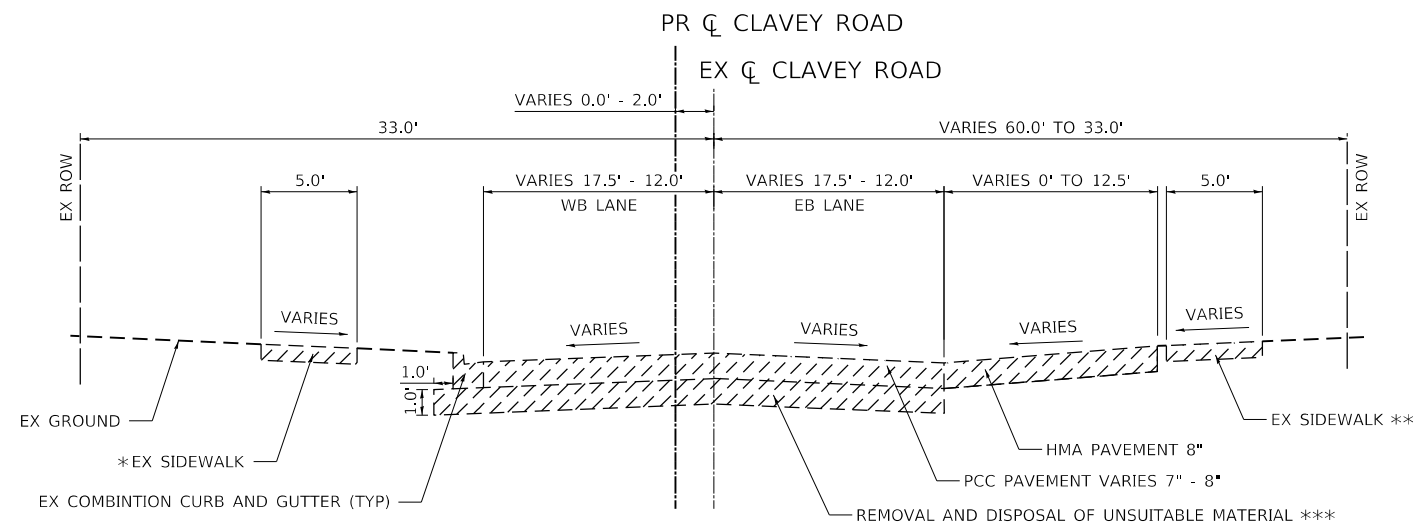 PR ℄ CLAVEY ROAD
EX ℄ CLAVEY ROAD
VARIES 0.0' - 2.0'
33.0'
VARIES 60.0' TO 33.0'
EX ROW
5.0'
VARIES 17.5' - 12.0'
WB LANE
VARIES 17.5' - 12.0'
EB LANE
VARIES 0' TO 12.5'
5.0'
EX ROW
VARIES
VARIES
VARIES
VARIES
VARIES
1.0'
1.0'
EX GROUND
*EX SIDEWALK
EX COMBINTION CURB AND GUTTER (TYP)
EX SIDEWALK **
HMA PAVEMENT 8"
PCC PAVEMENT VARIES 7" - 8"
REMOVAL AND DISPOSAL OF UNSUITABLE MATERIAL ***